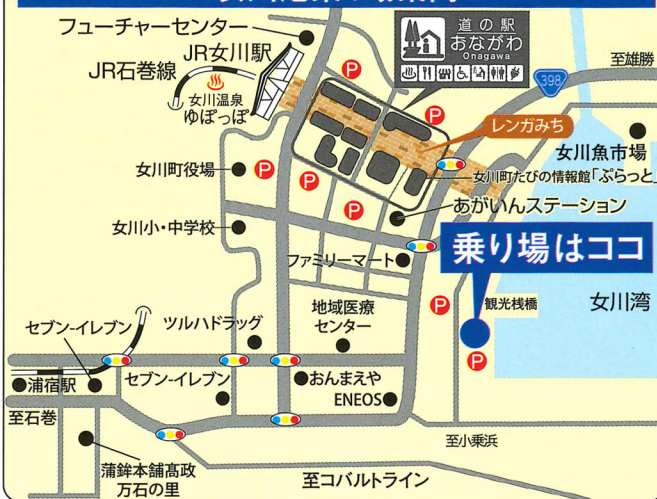 フューチャーセンター
道の駅
おながわ
Onagawa
JR女川駅
JR石巻線
至雄勝
398
女川温泉
ゆぽっぽ
レンガみち
女川魚市場
女川町役場
女川町たびの情報館「ぷらっと」
あがいんステーション
女川小・中学校
乗り場はココ
ファミリーマート
観光桟橋
女川湾
地域医療
センター
ツルハドラッグ
セブン-イレブン
浦宿駅
セブン-イレブン
おんまえや
ENEOS
至石巻
至小乗浜
蒲鉾本舗髙政
万石の里
至コバルトライン
P
P
P
P
P
P
P
P